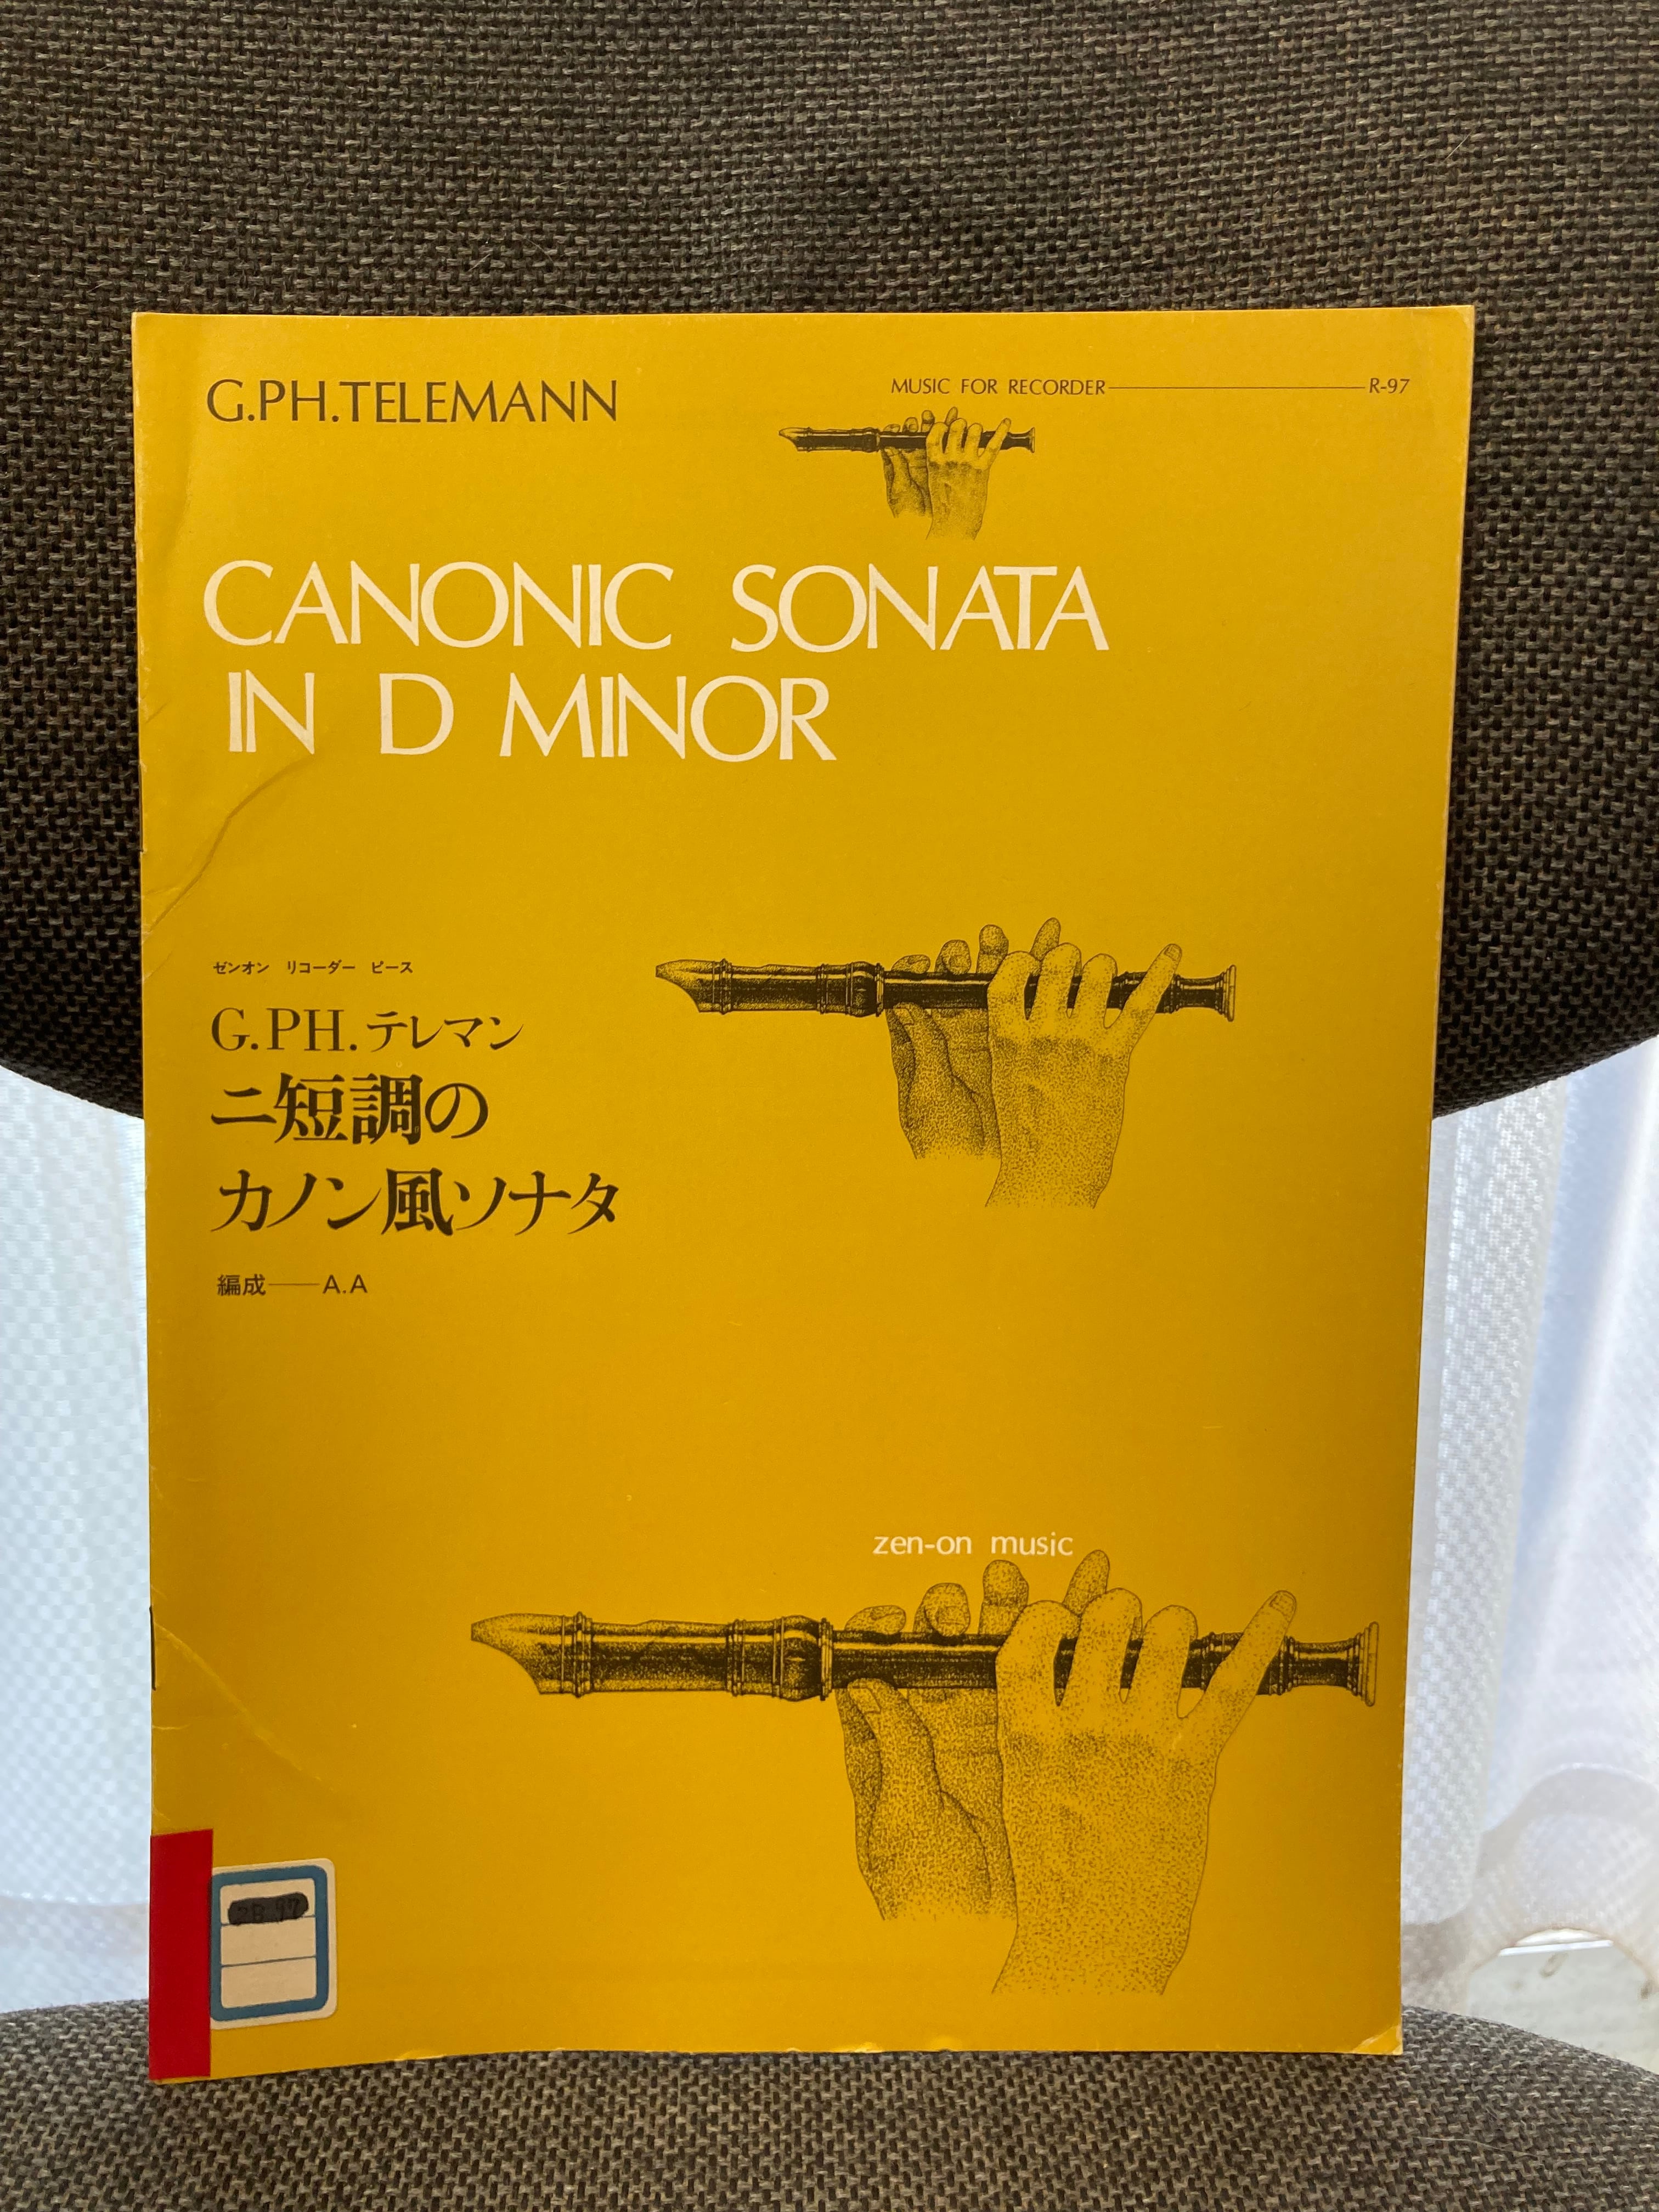 G.PH.TELEMANN
MUSIC FOR RECORDER
R-97
CANONIC SONATA
IN D MINOR
ゼンオン リコーダー ピース
G.PH.テレマン
ニ短調の
カノン風ソナタ
編成——A.A
zen-on music